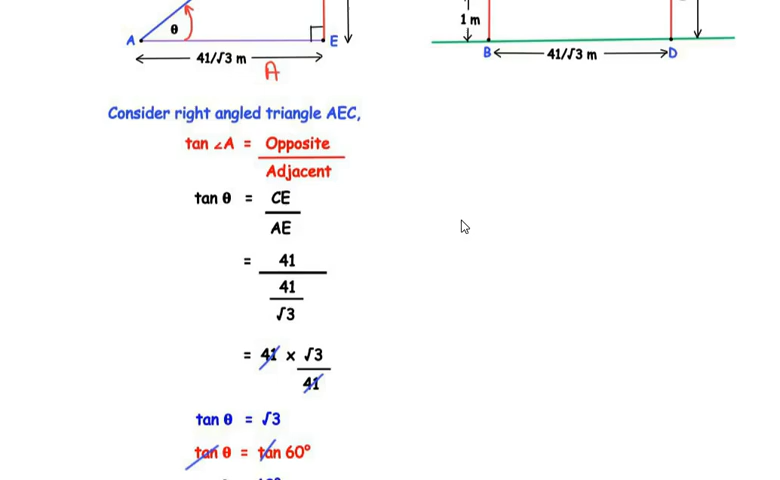 θ
A
E
41/√3 m
A
1 m
B
41/√3 m
D
Consider right angled triangle AEC,
tan ∠A = Opposite
Adjacent
tan θ = CE
AE
= 41
41
√3
= 41 x √3
41
tan θ = √3
tan θ = tan 60°